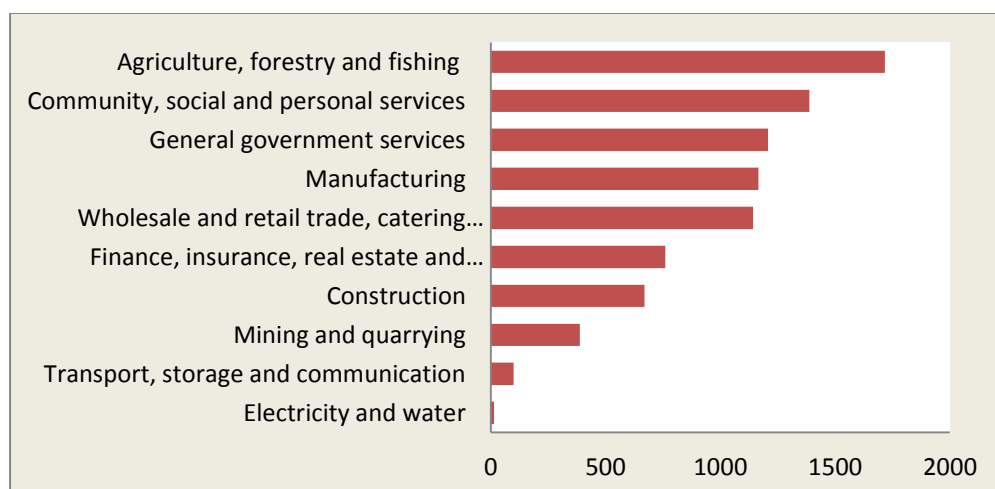 Agriculture, forestry and fishing
Community, social and personal services
General government services
Manufacturing
Wholesale and retail trade, catering…
Finance, insurance, real estate and…
Construction
Mining and quarrying
Transport, storage and communication
Electricity and water
0 500 1000 1500 2000